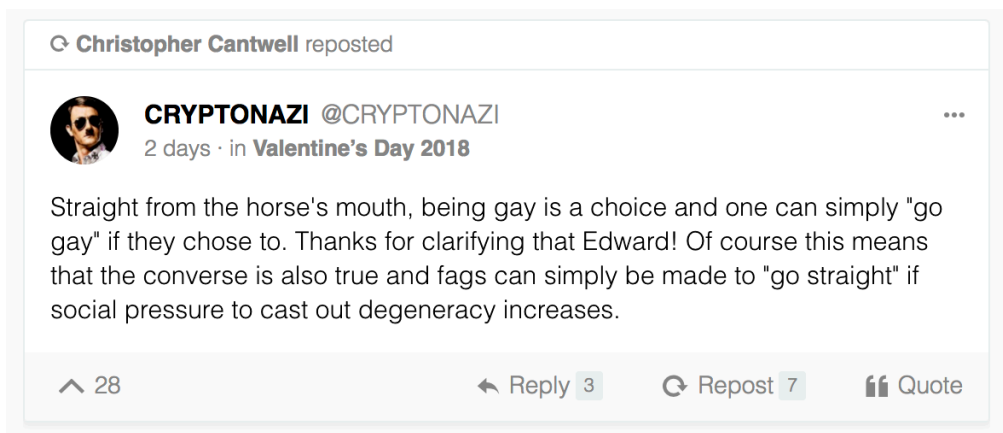 Christopher Cantwell reposted
CRYPTONAZI @CRYPTONAZI
2 days · in Valentine's Day 2018
Straight from the horse's mouth, being gay is a choice and one can simply "go
gay" if they chose to. Thanks for clarifying that Edward! Of course this means
that the converse is also true and fags can simply be made to "go straight" if
social pressure to cast out degeneracy increases.
28 Reply 3 Repost 7 Quote